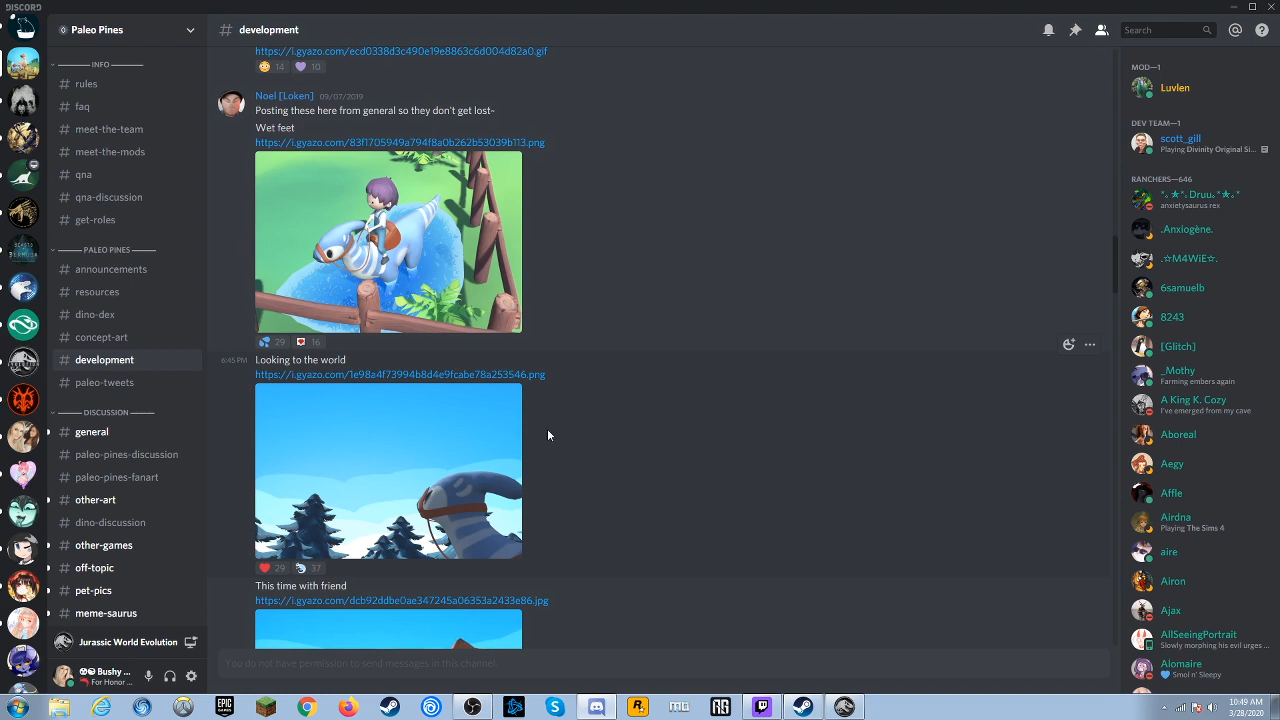 DISCORD
Paleo Pines
# development
Search
INFO
# rules
# faq
# meet-the-team
# meet-the-mods
# qna
# qna-discussion
# get-roles
PALEO PINES
# announcements
# resources
# dino-dex
# concept-art
# development
# paleo-tweets
DISCUSSION
# general
# paleo-pines-discussion
# paleo-pines-fanart
# other-art
# dino-discussion
# other-games
# off-topic
# pet-pics
# meme-saurus
Jurassic World Evolution
Bushy ...
For Honor
https://i.gyazo.com/ecd0338d3c490e19e8863c6d004d82a0.gif
14 10
Noel [Loken] 09/07/2019
Posting these here from general so they don't get lost~
Wet feet
https://i.gyazo.com/83f1705949a794f8a0b262b53039b113.png
29 16
6:45 PM Looking to the world
https://i.gyazo.com/1e98a4f73994b8d4e9fcabe78a253546.png
29 37
This time with friend
https://i.gyazo.com/dcb92ddbe0ae347245a06353a2433e86.jpg
You do not have permission to send messages in this channel.
MOD—1
Luvlen
DEV TEAM—1
scott_gill
Playing Divinity Original Si...
RANCHERS—646
*｡✭*｡Druu｡*✭｡*
anxietysaurus rex
.Anxiogène.
.☆M4WiE☆.
6samuelb
8243
[Glitch]
_Mothy
Farming embers again
A King K. Cozy
I've emerged from my cave
Aboreal
Aegy
Affle
Airdna
Playing The Sims 4
aire
Airon
Ajax
AllSeeingPortrait
Slowly morphing his evil urges ...
Alomaire
Smol n' Sleepy
EPIC GAMES
10:49 AM
3/28/2020